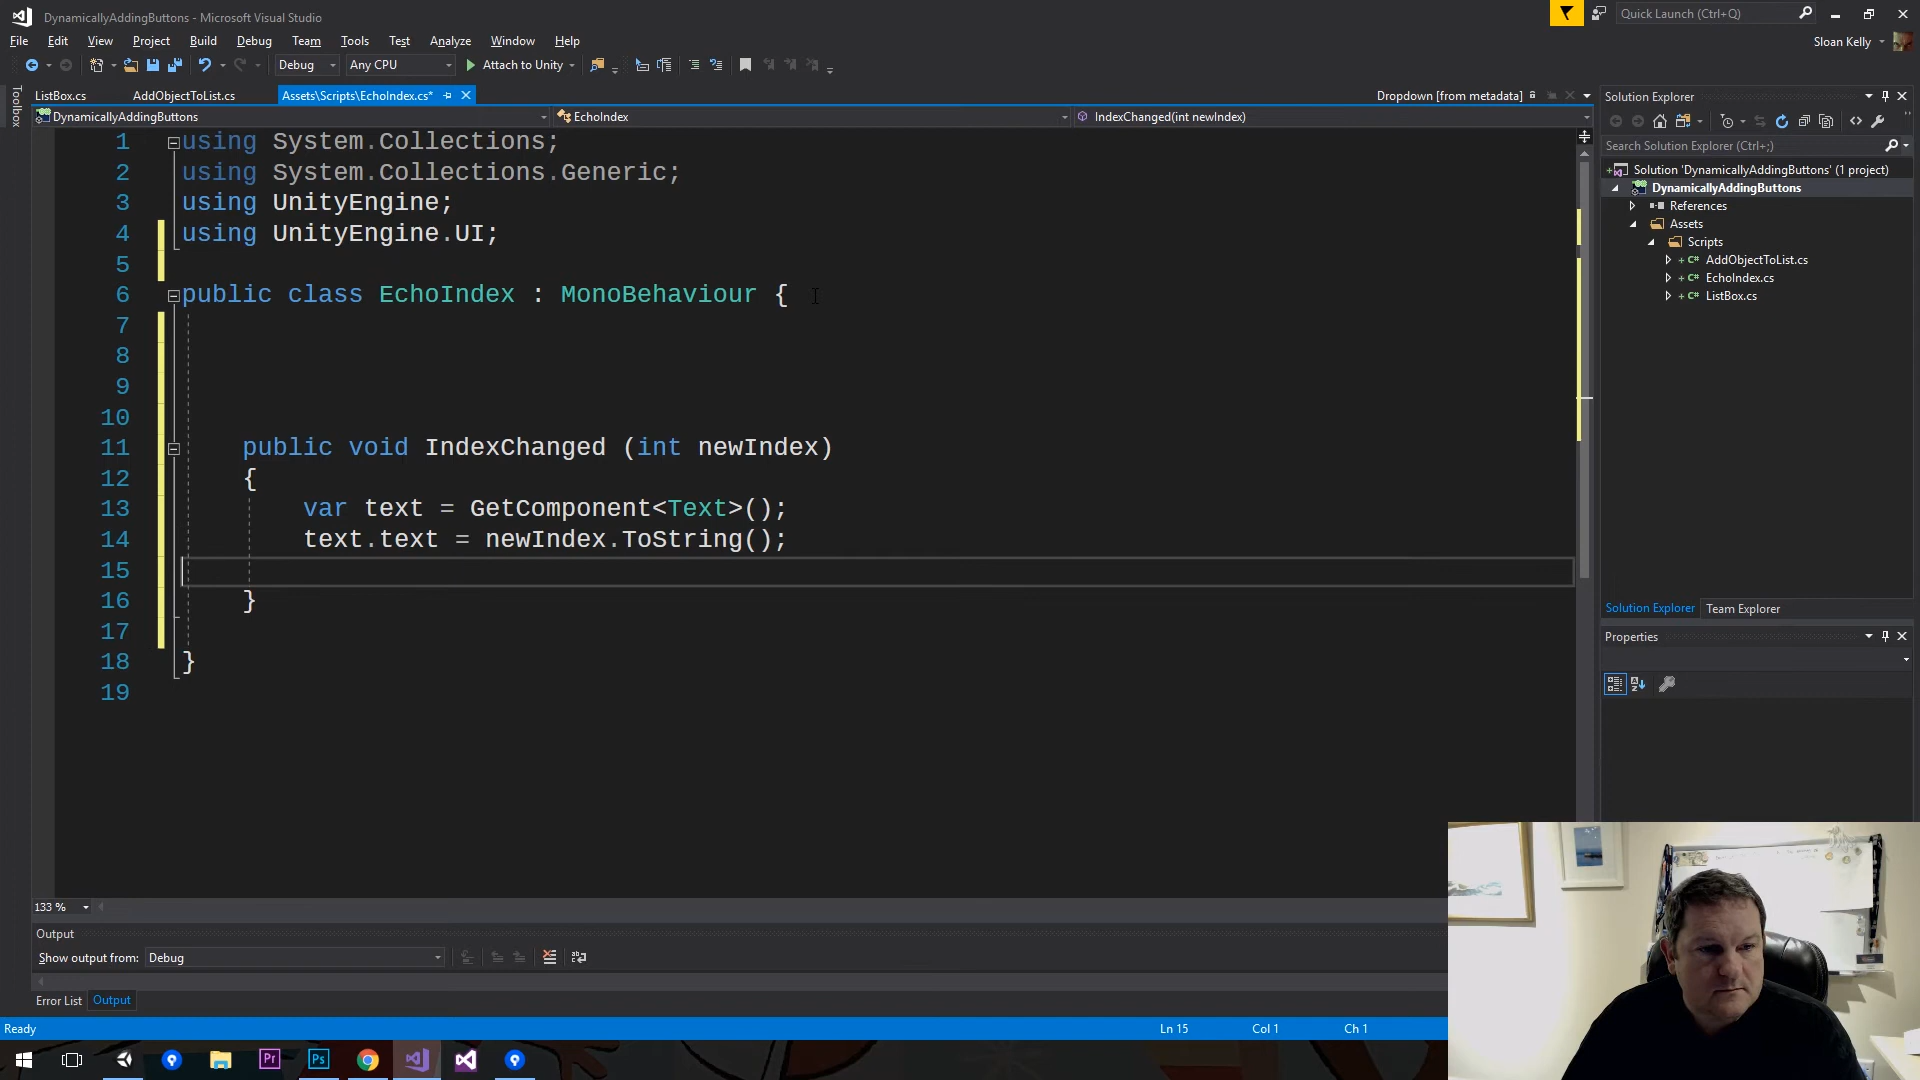 DynamicallyAddingButtons - Microsoft Visual Studio
Quick Launch (Ctrl+Q)
File Edit View Project Build Debug Team Tools Test Analyze Window Help
Sloan Kelly
Debug Any CPU Attach to Unity
Toolbox
ListBox.cs AddObjectToList.cs Assets\Scripts\EchoIndex.cs* Dropdown [from metadata]
DynamicallyAddingButtons EchoIndex IndexChanged(int newIndex)
1 using System.Collections;
2 using System.Collections.Generic;
3 using UnityEngine;
4 using UnityEngine.UI;
5
6 public class EchoIndex : MonoBehaviour {
7
8
9
10
11 public void IndexChanged (int newIndex)
12 {
13 var text = GetComponent<Text>();
14 text.text = newIndex.ToString();
15
16 }
17
18 }
19
133 %
Output
Show output from: Debug
Error List Output
Ready Ln 15 Col 1 Ch 1
Solution Explorer
Search Solution Explorer (Ctrl+;)
Solution 'DynamicallyAddingButtons' (1 project)
DynamicallyAddingButtons
References
Assets
Scripts
C# AddObjectToList.cs
C# EchoIndex.cs
C# ListBox.cs
Solution Explorer Team Explorer
Properties
Pr Ps